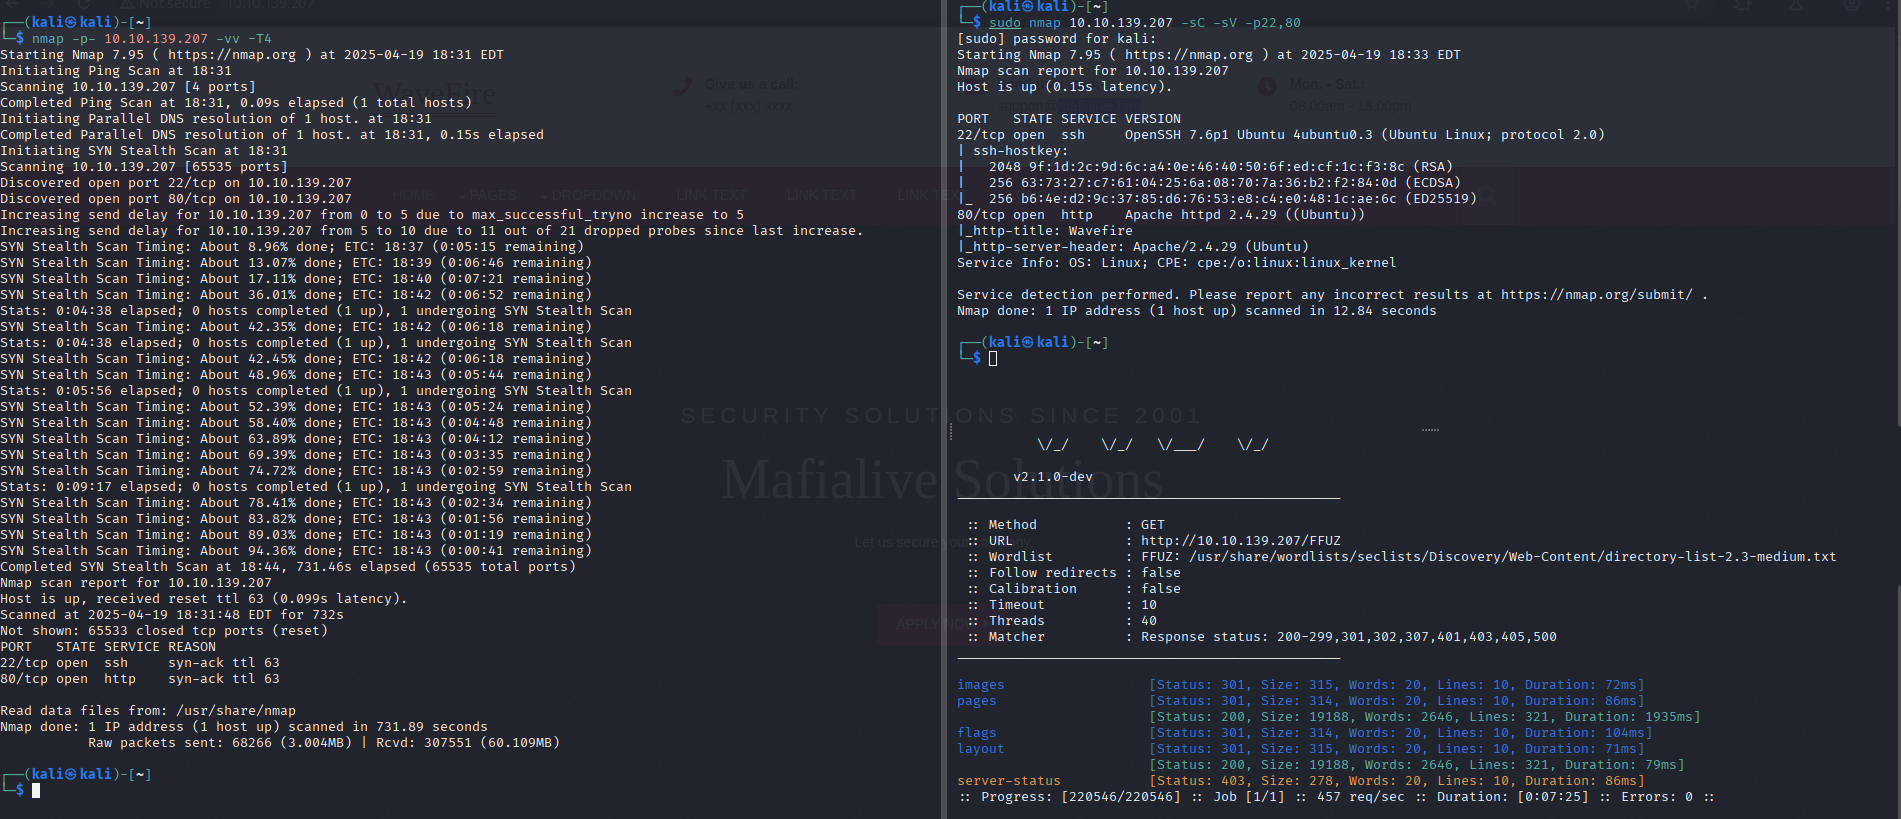 ┌──(kali㉿kali)-[~]
└─$ nmap -p- 10.10.139.207 -vv -T4
Starting Nmap 7.95 ( https://nmap.org ) at 2025-04-19 18:31 EDT
Initiating Ping Scan at 18:31
Scanning 10.10.139.207 [4 ports]
Completed Ping Scan at 18:31, 0.09s elapsed (1 total hosts)
Initiating Parallel DNS resolution of 1 host. at 18:31
Completed Parallel DNS resolution of 1 host. at 18:31, 0.15s elapsed
Initiating SYN Stealth Scan at 18:31
Scanning 10.10.139.207 [65535 ports]
Discovered open port 22/tcp on 10.10.139.207
Discovered open port 80/tcp on 10.10.139.207
Increasing send delay for 10.10.139.207 from 0 to 5 due to max_successful_tryno increase to 5
Increasing send delay for 10.10.139.207 from 5 to 10 due to 11 out of 21 dropped probes since last increase.
SYN Stealth Scan Timing: About 8.96% done; ETC: 18:37 (0:05:15 remaining)
SYN Stealth Scan Timing: About 13.07% done; ETC: 18:39 (0:06:46 remaining)
SYN Stealth Scan Timing: About 17.11% done; ETC: 18:40 (0:07:21 remaining)
SYN Stealth Scan Timing: About 36.01% done; ETC: 18:42 (0:06:52 remaining)
Stats: 0:04:38 elapsed; 0 hosts completed (1 up), 1 undergoing SYN Stealth Scan
SYN Stealth Scan Timing: About 42.35% done; ETC: 18:42 (0:06:18 remaining)
Stats: 0:04:38 elapsed; 0 hosts completed (1 up), 1 undergoing SYN Stealth Scan
SYN Stealth Scan Timing: About 42.45% done; ETC: 18:42 (0:06:18 remaining)
SYN Stealth Scan Timing: About 48.96% done; ETC: 18:43 (0:05:44 remaining)
Stats: 0:05:56 elapsed; 0 hosts completed (1 up), 1 undergoing SYN Stealth Scan
SYN Stealth Scan Timing: About 52.39% done; ETC: 18:43 (0:05:24 remaining)
SYN Stealth Scan Timing: About 58.40% done; ETC: 18:43 (0:04:48 remaining)
SYN Stealth Scan Timing: About 63.89% done; ETC: 18:43 (0:04:12 remaining)
SYN Stealth Scan Timing: About 69.39% done; ETC: 18:43 (0:03:35 remaining)
SYN Stealth Scan Timing: About 74.72% done; ETC: 18:43 (0:02:59 remaining)
Stats: 0:09:17 elapsed; 0 hosts completed (1 up), 1 undergoing SYN Stealth Scan
SYN Stealth Scan Timing: About 78.41% done; ETC: 18:43 (0:02:34 remaining)
SYN Stealth Scan Timing: About 83.82% done; ETC: 18:43 (0:01:56 remaining)
SYN Stealth Scan Timing: About 89.03% done; ETC: 18:43 (0:01:19 remaining)
SYN Stealth Scan Timing: About 94.36% done; ETC: 18:43 (0:00:41 remaining)
Completed SYN Stealth Scan at 18:44, 731.46s elapsed (65535 total ports)
Nmap scan report for 10.10.139.207
Host is up, received reset ttl 63 (0.099s latency).
Scanned at 2025-04-19 18:31:48 EDT for 732s
Not shown: 65533 closed tcp ports (reset)
PORT   STATE SERVICE REASON
22/tcp open  ssh     syn-ack ttl 63
80/tcp open  http    syn-ack ttl 63
Read data files from: /usr/share/nmap
Nmap done: 1 IP address (1 host up) scanned in 731.89 seconds
Raw packets sent: 68266 (3.004MB) | Rcvd: 307551 (60.109MB)
┌──(kali㉿kali)-[~]
└─$
┌──(kali㉿kali)-[~]
└─$ sudo nmap 10.10.139.207 -sC -sV -p22,80
[sudo] password for kali:
Starting Nmap 7.95 ( https://nmap.org ) at 2025-04-19 18:33 EDT
Nmap scan report for 10.10.139.207
Host is up (0.15s latency).
PORT   STATE SERVICE VERSION
22/tcp open  ssh     OpenSSH 7.6p1 Ubuntu 4ubuntu0.3 (Ubuntu Linux; protocol 2.0)
| ssh-hostkey:
|   2048 9f:1d:2c:9d:6c:a4:0e:46:40:50:6f:ed:cf:1c:f3:8c (RSA)
|   256 63:73:27:c7:61:04:25:6a:08:70:7a:36:b2:f2:84:0d (ECDSA)
|_  256 b6:4e:d2:9c:37:85:d6:76:53:e8:c4:e0:48:1c:ae:6c (ED25519)
80/tcp open  http    Apache httpd 2.4.29 ((Ubuntu))
|_http-title: Wavefire
|_http-server-header: Apache/2.4.29 (Ubuntu)
Service Info: OS: Linux; CPE: cpe:/o:linux:linux_kernel
Service detection performed. Please report any incorrect results at https://nmap.org/submit/ .
Nmap done: 1 IP address (1 host up) scanned in 12.84 seconds
┌──(kali㉿kali)-[~]
└─$
\/_/    \/_/   \/___/    \/_/
v2.1.0-dev
________________________________________________
:: Method           : GET
:: URL              : http://10.10.139.207/FFUZ
:: Wordlist         : FFUZ: /usr/share/wordlists/seclists/Discovery/Web-Content/directory-list-2.3-medium.txt
:: Follow redirects : false
:: Calibration      : false
:: Timeout          : 10
:: Threads          : 40
:: Matcher          : Response status: 200-299,301,302,307,401,403,405,500
________________________________________________
images                  [Status: 301, Size: 315, Words: 20, Lines: 10, Duration: 72ms]
pages                   [Status: 301, Size: 314, Words: 20, Lines: 10, Duration: 86ms]
[Status: 200, Size: 19188, Words: 2646, Lines: 321, Duration: 1935ms]
flags                   [Status: 301, Size: 314, Words: 20, Lines: 10, Duration: 104ms]
layout                  [Status: 301, Size: 315, Words: 20, Lines: 10, Duration: 71ms]
[Status: 200, Size: 19188, Words: 2646, Lines: 321, Duration: 79ms]
server-status           [Status: 403, Size: 278, Words: 20, Lines: 10, Duration: 86ms]
:: Progress: [220546/220546] :: Job [1/1] :: 457 req/sec :: Duration: [0:07:25] :: Errors: 0 ::
Not secure 10.10.139.207
WaveFire
Give us a call:
Mon. - Sat.:
08.00am - 18.00pm
HOME PAGES DROPDOWN LINK TEXT LINK TEXT
SECURITY SOLUTIONS SINCE 2001
Mafialive Solutions
Let us secure your
APPLY